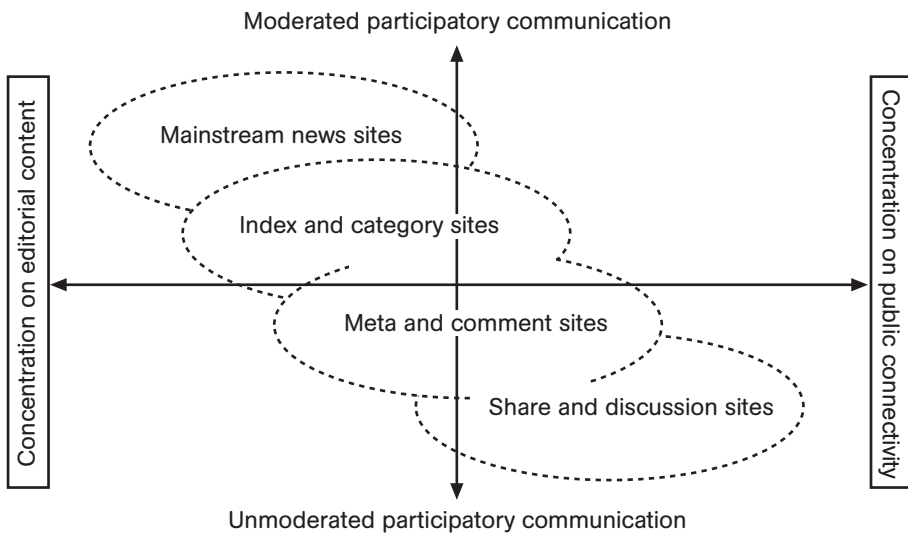 Moderated participatory communication
Concentration on editorial content
Concentration on public connectivity
Mainstream news sites
Index and category sites
Meta and comment sites
Share and discussion sites
Unmoderated participatory communication